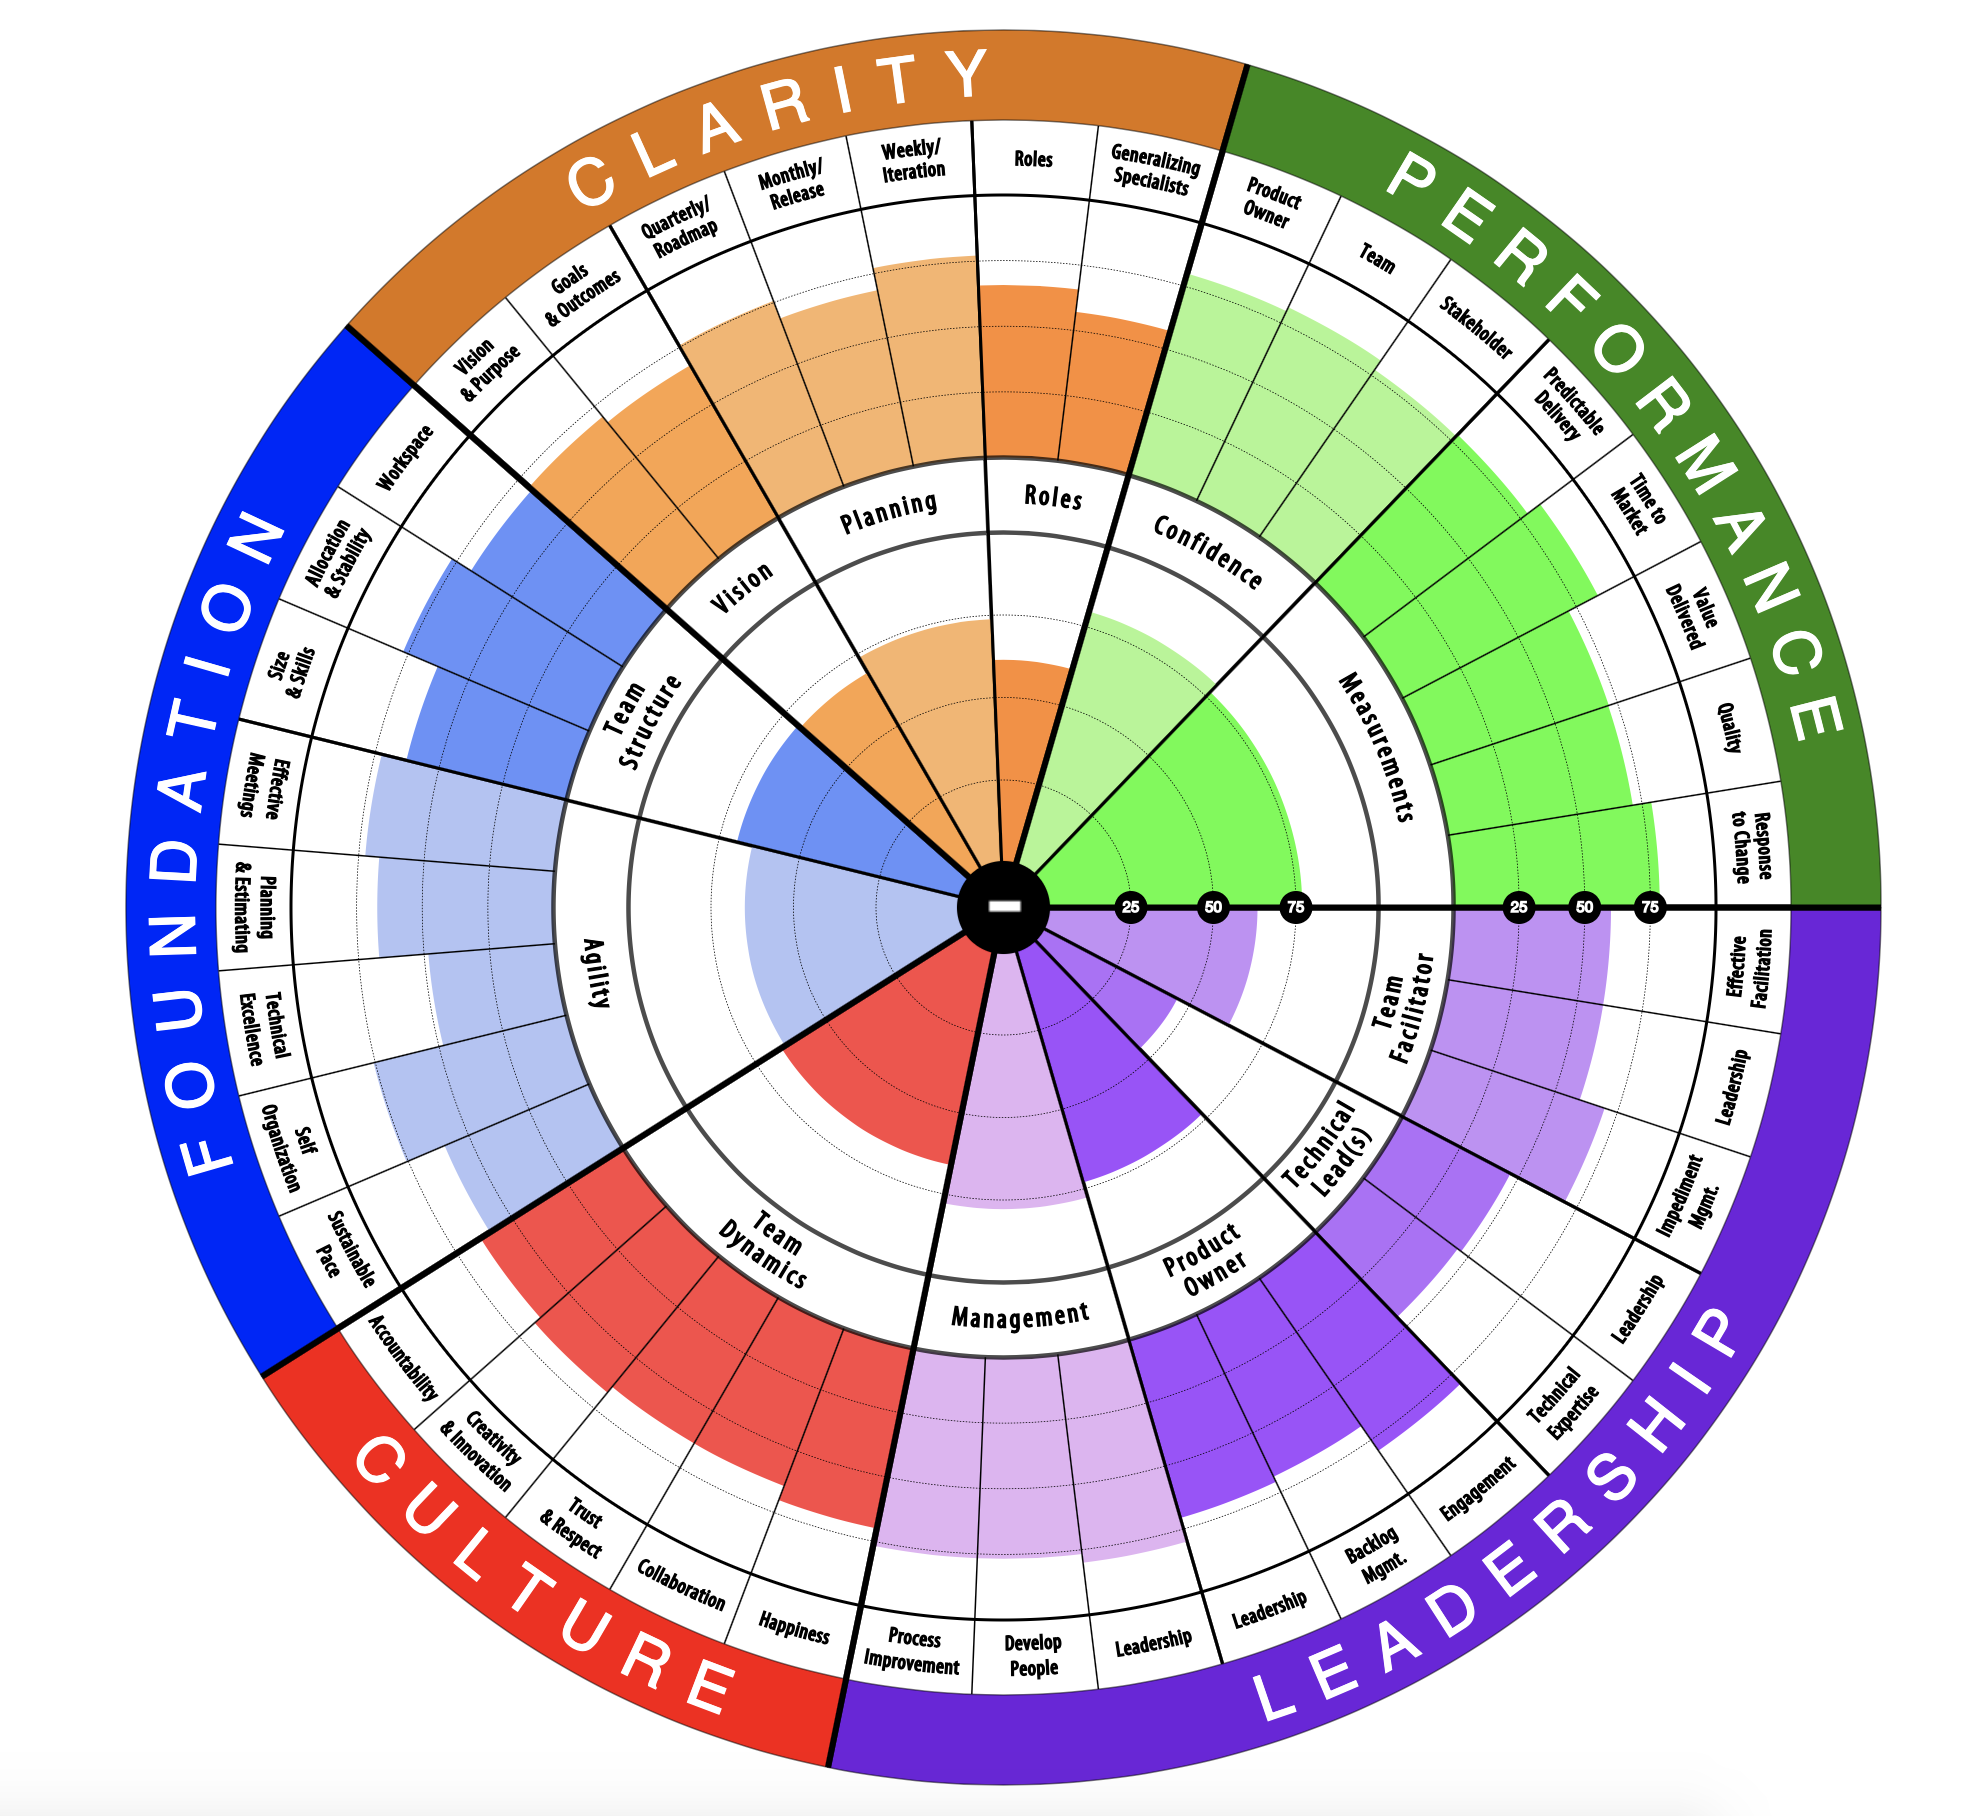 CLARITY
PERFORMANCE
LEADERSHIP
CULTURE
FOUNDATION
Vision
& Purpose
Goals
& Outcomes
Quarterly/
Roadmap
Monthly/
Release
Weekly/
Iteration
Roles
Generalizing
Specialists
Product
Owner
Team
Stakeholder
Predictable
Delivery
Time to
Market
Value
Delivered
Quality
Response
to Change
Effective
Facilitation
Leadership
Impediment
Mgmt.
Leadership
Technical
Expertise
Engagement
Backlog
Mgmt.
Leadership
Leadership
Develop
People
Process
Improvement
Happiness
Collaboration
Trust
& Respect
Creativity
& Innovation
Accountability
Sustainable
Pace
Self
Organization
Technical
Excellence
Planning
& Estimating
Effective
Meetings
Size
& Skills
Allocation
& Stability
Workspace
Vision
Planning
Roles
Confidence
Measurements
Team
Facilitator
Technical
Lead(s)
Product
Owner
Management
Team
Dynamics
Agility
Team
Structure
25
50
75
25
50
75